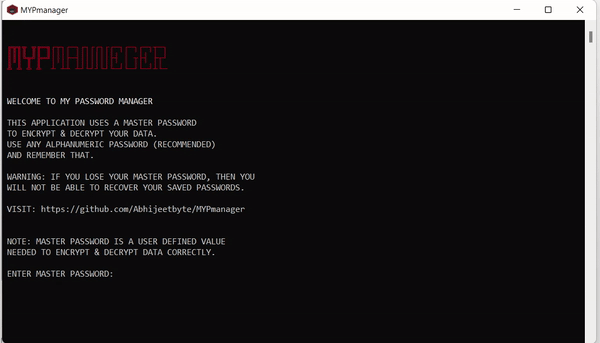 MYPmanager
MYPMANNEGER
WELCOME TO MY PASSWORD MANAGER
THIS APPLICATION USES A MASTER PASSWORD
TO ENCRYPT & DECRYPT YOUR DATA.
USE ANY ALPHANUMERIC PASSWORD (RECOMMENDED)
AND REMEMBER THAT.
WARNING: IF YOU LOSE YOUR MASTER PASSWORD, THEN YOU
WILL NOT BE ABLE TO RECOVER YOUR SAVED PASSWORDS.
VISIT: https://github.com/Abhijeetbyte/MYPmanager
NOTE: MASTER PASSWORD IS A USER DEFINED VALUE
NEEDED TO ENCRYPT & DECRYPT DATA CORRECTLY.
ENTER MASTER PASSWORD: